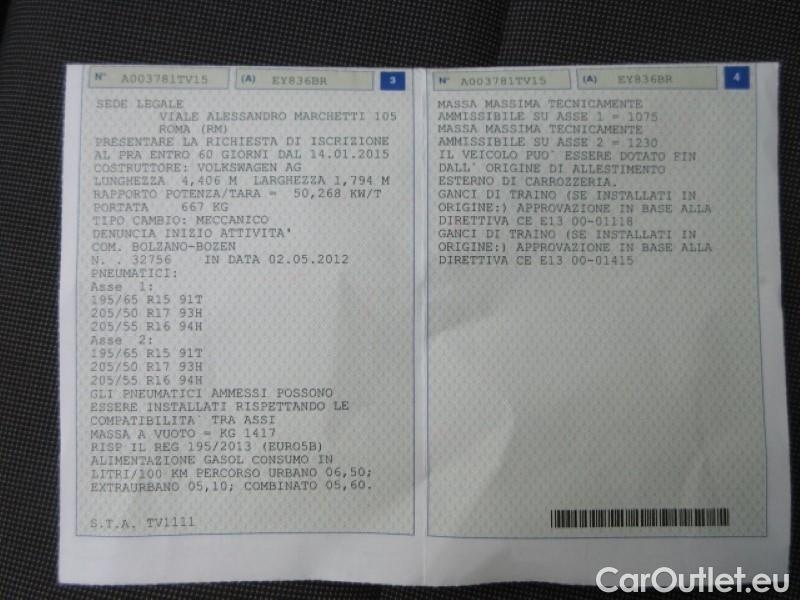 N° A003781TV15 (A) EY836BR 3
SEDE LEGALE
VIALE ALESSANDRO MARCHETTI 105
ROMA (RM)
PRESENTARE LA RICHIESTA DI ISCRIZIONE
AL PRA ENTRO 60 GIORNI DAL 14.01.2015
COSTRUTTORE: VOLKSWAGEN AG
LUNGHEZZA 4,406 M LARGHEZZA 1,794 M
RAPPORTO POTENZA/TARA = 50,268 KW/T
PORTATA 667 KG
TIPO CAMBIO: MECCANICO
DENUNCIA INIZIO ATTIVITA'
COM. BOLZANO-BOZEN
N. . 32756 IN DATA 02.05.2012
PNEUMATICI:
Asse 1:
195/65 R15 91T
205/50 R17 93H
205/55 R16 94H
Asse 2:
195/65 R15 91T
205/50 R17 93H
205/55 R16 94H
GLI PNEUMATICI AMMESSI POSSONO
ESSERE INSTALLATI RISPETTANDO LE
COMPATIBILITA` TRA ASSI
MASSA A VUOTO = KG 1417
RISP IL REG 195/2013 (EURO5B)
ALIMENTAZIONE GASOL CONSUMO IN
LITRI/100 KM PERCORSO URBANO 06,50;
EXTRAURBANO 05,10; COMBINATO 05,60.
S.T.A. TV1111
N° A003781TV15 (A) EY836BR 4
MASSA MASSIMA TECNICAMENTE
AMMISSIBILE SU ASSE 1 = 1075
MASSA MASSIMA TECNICAMENTE
AMMISSIBILE SU ASSE 2 = 1230
IL VEICOLO PUO` ESSERE DOTATO FIN
DALL` ORIGINE DI ALLESTIMENTO
ESTERNO DI CARROZZERIA.
GANCI DI TRAINO (SE INSTALLATI IN
ORIGINE:) APPROVAZIONE IN BASE ALLA
DIRETTIVA CE E13 00-01118
GANCI DI TRAINO (SE INSTALLATI IN
ORIGINE:) APPROVAZIONE IN BASE ALLA
DIRETTIVA CE E13 00-01415
CarOutlet.eu